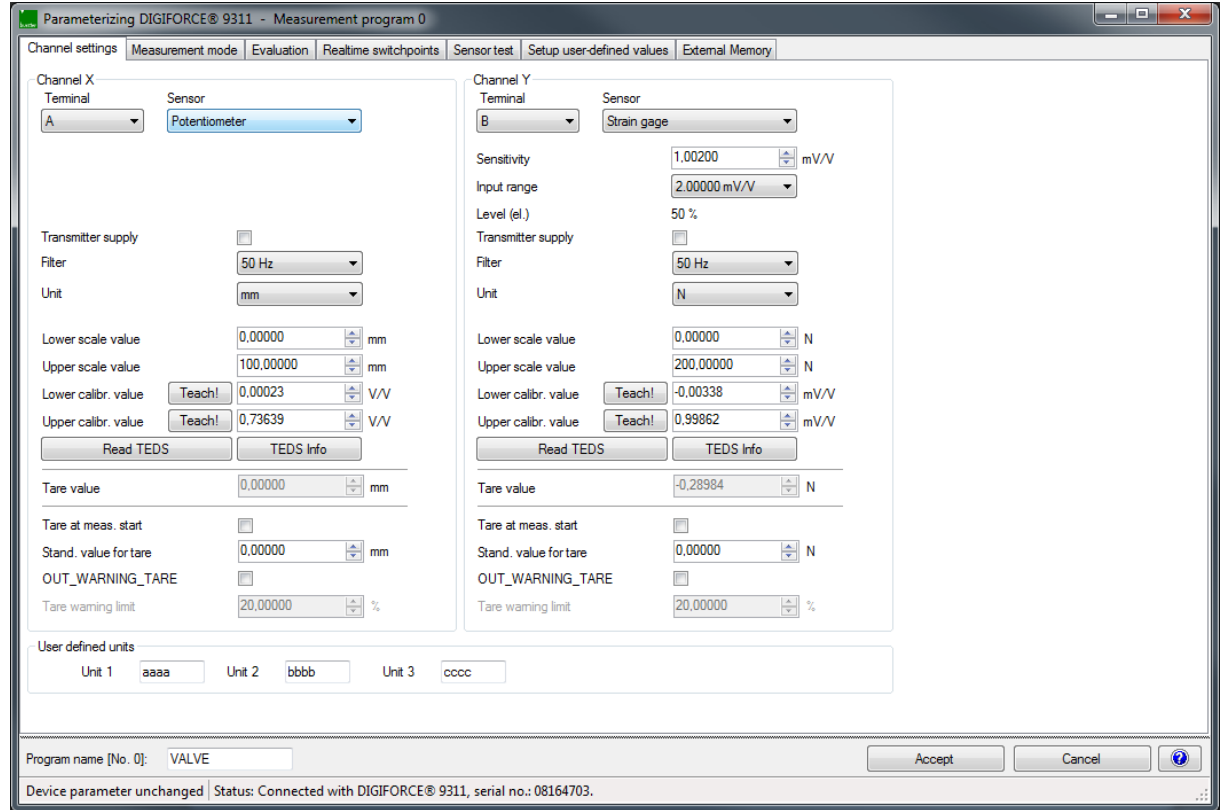 Parameterizing DIGIFORCE® 9311 - Measurement program 0
Channel settings Measurement mode Evaluation Realtime switchpoints Sensor test Setup user-defined values External Memory
Channel X
Terminal Sensor
A Potentiometer
Transmitter supply
Filter 50 Hz
Unit mm
Lower scale value 0,00000 mm
Upper scale value 100,00000 mm
Lower calibr. value Teach! 0,00023 V/V
Upper calibr. value Teach! 0,73639 V/V
Read TEDS TEDS Info
Tare value 0,00000 mm
Tare at meas. start
Stand. value for tare 0,00000 mm
OUT_WARNING_TARE
Tare warning limit 20,00000 %
Channel Y
Terminal Sensor
B Strain gage
Sensitivity 1,00200 mV/V
Input range 2.00000 mV/V
Level (el.) 50 %
Transmitter supply
Filter 50 Hz
Unit N
Lower scale value 0,00000 N
Upper scale value 200,00000 N
Lower calibr. value Teach! -0,00338 mV/V
Upper calibr. value Teach! 0,99862 mV/V
Read TEDS TEDS Info
Tare value -0,28984 N
Tare at meas. start
Stand. value for tare 0,00000 N
OUT_WARNING_TARE
Tare warning limit 20,00000 %
User defined units
Unit 1 aaaa Unit 2 bbbb Unit 3 cccc
Program name [No. 0]: VALVE Accept Cancel ?
Device parameter unchanged Status: Connected with DIGIFORCE® 9311, serial no.: 08164703.